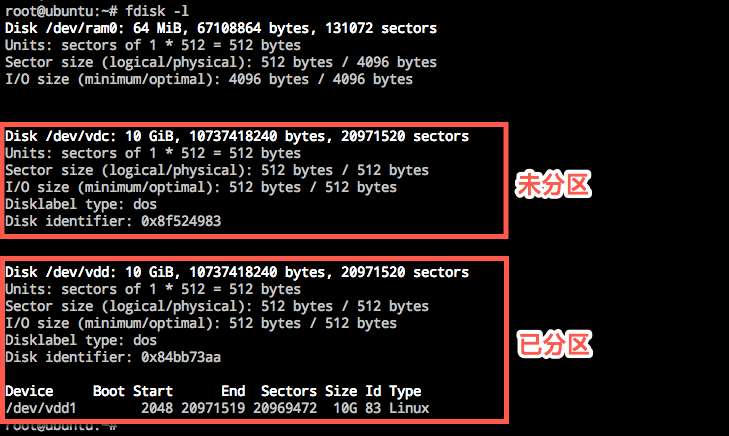 root@ubuntu:~# fdisk -l
Disk /dev/ram0: 64 MiB, 67108864 bytes, 131072 sectors
Units: sectors of 1 * 512 = 512 bytes
Sector size (logical/physical): 512 bytes / 4096 bytes
I/O size (minimum/optimal): 4096 bytes / 4096 bytes
Disk /dev/vdc: 10 GiB, 10737418240 bytes, 20971520 sectors
Units: sectors of 1 * 512 = 512 bytes
Sector size (logical/physical): 512 bytes / 512 bytes
I/O size (minimum/optimal): 512 bytes / 512 bytes
Disklabel type: dos
Disk identifier: 0x8f524983
未分区
Disk /dev/vdd: 10 GiB, 10737418240 bytes, 20971520 sectors
Units: sectors of 1 * 512 = 512 bytes
Sector size (logical/physical): 512 bytes / 512 bytes
I/O size (minimum/optimal): 512 bytes / 512 bytes
Disklabel type: dos
Disk identifier: 0x84bb73aa
已分区
Device     Boot Start      End  Sectors Size Id Type
/dev/vdd1        2048 20971519 20969472  10G 83 Linux
root@ubuntu:~#